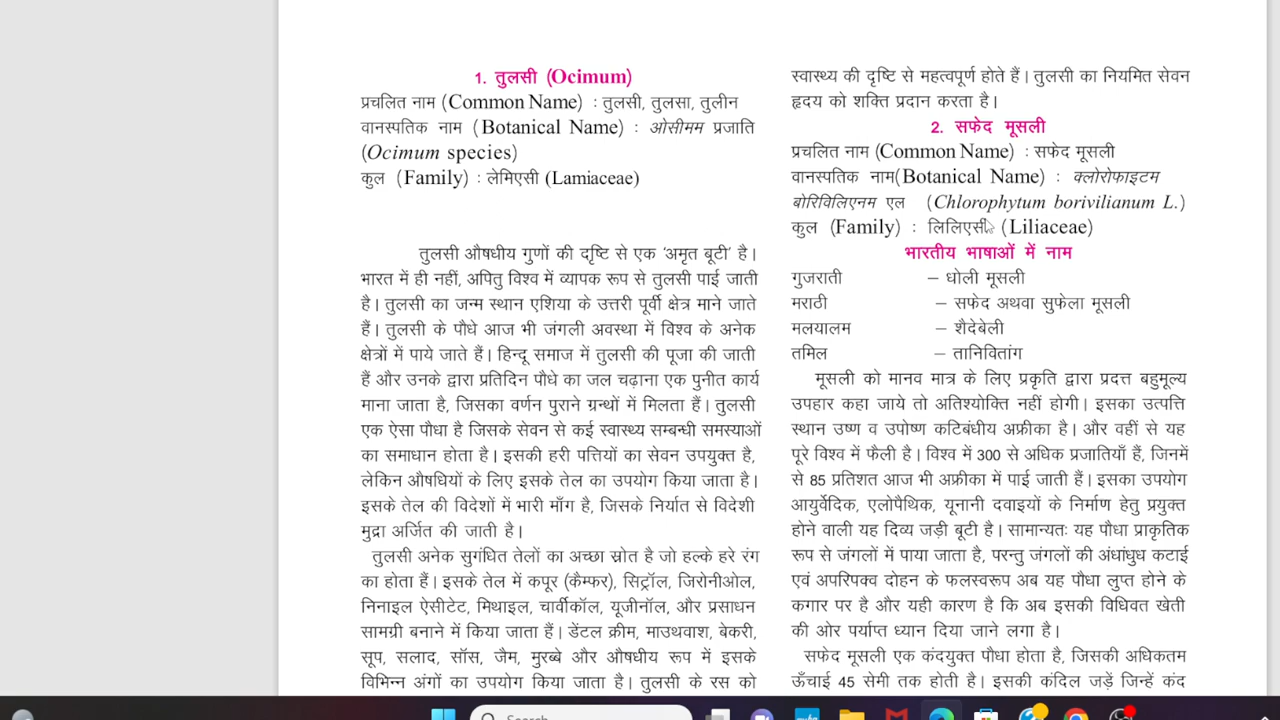 1. तुलसी (Ocimum)
प्रचलित नाम (Common Name) : तुलसी, तुलसा, तुलीन
वानस्पतिक नाम ( Botanical Name) : ओसीमम प्रजाति
(Ocimum species)
कुल (Family) : लेमिएसी (Lamiaceae)
तुलसी औषधीय गुणों की दृष्टि से एक ‘अमृत बूटी’ है।
भारत में ही नहीं, अपितु विश्व में व्यापक रूप से तुलसी पाई जाती
है। तुलसी का जन्म स्थान एशिया के उत्तरी पूर्वी क्षेत्र माने जाते
हैं। तुलसी के पौधे आज भी जंगली अवस्था में विश्व के अनेक
क्षेत्रों में पाये जाते हैं। हिन्दू समाज में तुलसी की पूजा की जाती
हैं और उनके द्वारा प्रतिदिन पौधे का जल चढ़ाना एक पुनीत कार्य
माना जाता है, जिसका वर्णन पुराने ग्रन्थों में मिलता हैं। तुलसी
एक ऐसा पौधा है जिसके सेवन से कई स्वास्थ्य सम्बन्धी समस्याओं
का समाधान होता है। इसकी हरी पत्तियों का सेवन उपयुक्त है,
लेकिन औषधियों के लिए इसके तेल का उपयोग किया जाता है।
इसके तेल की विदेशों में भारी माँग है, जिसके निर्यात से विदेशी
मुद्रा अर्जित की जाती है।
तुलसी अनेक सुगंधित तेलों का अच्छा स्रोत है जो हल्के हरे रंग
का होता हैं। इसके तेल में कपूर (कैम्फर), सिट्रॉल, जिरोनीओल,
निनाइल ऐसीटेट, मिथाइल, चार्वीकॉल, यूजीनॉल, और प्रसाधन
सामग्री बनाने में किया जाता हैं। डेंटल क्रीम, माउथवाश, बेकरी,
सूप, सलाद, सॉस, जैम, मुरब्बे और औषधीय रूप में इसके
विभिन्न अंगों का उपयोग किया जाता है। तुलसी के रस को
स्वास्थ्य की दृष्टि से महत्वपूर्ण होते हैं। तुलसी का नियमित सेवन
हृदय को शक्ति प्रदान करता है।
2. सफेद मूसली
प्रचलित नाम (Common Name) : सफेद मूसली
वानस्पतिक नाम(Botanical Name) : क्लोरोफाइटम
बोरिविलिएनम एल (Chlorophytum borivilianum L.)
कुल (Family) : लिलिएसी (Liliaceae)
भारतीय भाषाओं में नाम
गुजराती – धोली मूसली
मराठी – सफेद अथवा सुफेला मूसली
मलयालम – शैदेबेली
तमिल – तानिवितांग
मूसली को मानव मात्र के लिए प्रकृति द्वारा प्रदत्त बहुमूल्य
उपहार कहा जाये तो अतिश्योक्ति नहीं होगी। इसका उत्पत्ति
स्थान उष्ण व उपोष्ण कटिबंधीय अफ्रीका है। और वहीं से यह
पूरे विश्व में फैली है। विश्व में 300 से अधिक प्रजातियाँ हैं, जिनमें
से 85 प्रतिशत आज भी अफ्रीका में पाई जाती हैं। इसका उपयोग
आयुर्वेदिक, एलोपैथिक, यूनानी दवाइयों के निर्माण हेतु प्रयुक्त
होने वाली यह दिव्य जड़ी बूटी है। सामान्यतः यह पौधा प्राकृतिक
रूप से जंगलों में पाया जाता है, परन्तु जंगलों की अंधांधुध कटाई
एवं अपरिपक्व दोहन के फलस्वरूप अब यह पौधा लुप्त होने के
कगार पर है और यही कारण है कि अब इसकी विधिवत खेती
की ओर पर्याप्त ध्यान दिया जाने लगा है।
सफेद मूसली एक कंदयुक्त पौधा होता है, जिसकी अधिकतम
ऊँचाई 45 सेमी तक होती है। इसकी कंदिल जड़ें जिन्हें कंद
Search